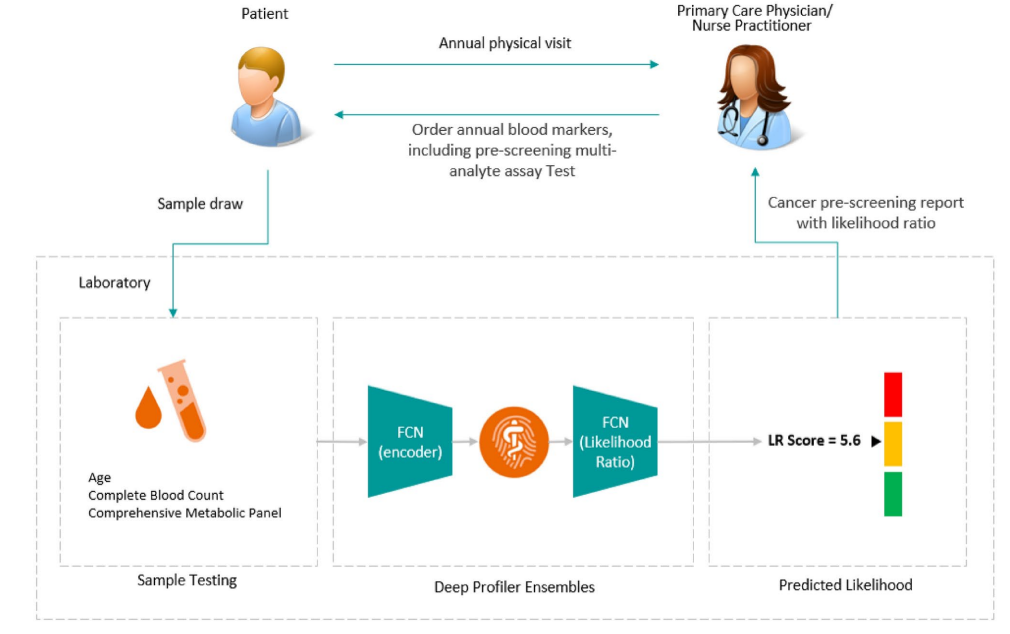 Patient
Primary Care Physician/
Nurse Practitioner
Annual physical visit
Order annual blood markers,
including pre-screening multi-
analyte assay Test
Sample draw
Cancer pre-screening report
with likelihood ratio
Laboratory
FCN
(encoder)
FCN
(Likelihood
Ratio)
LR Score = 5.6
Age
Complete Blood Count
Comprehensive Metabolic Panel
Sample Testing
Deep Profiler Ensembles
Predicted Likelihood